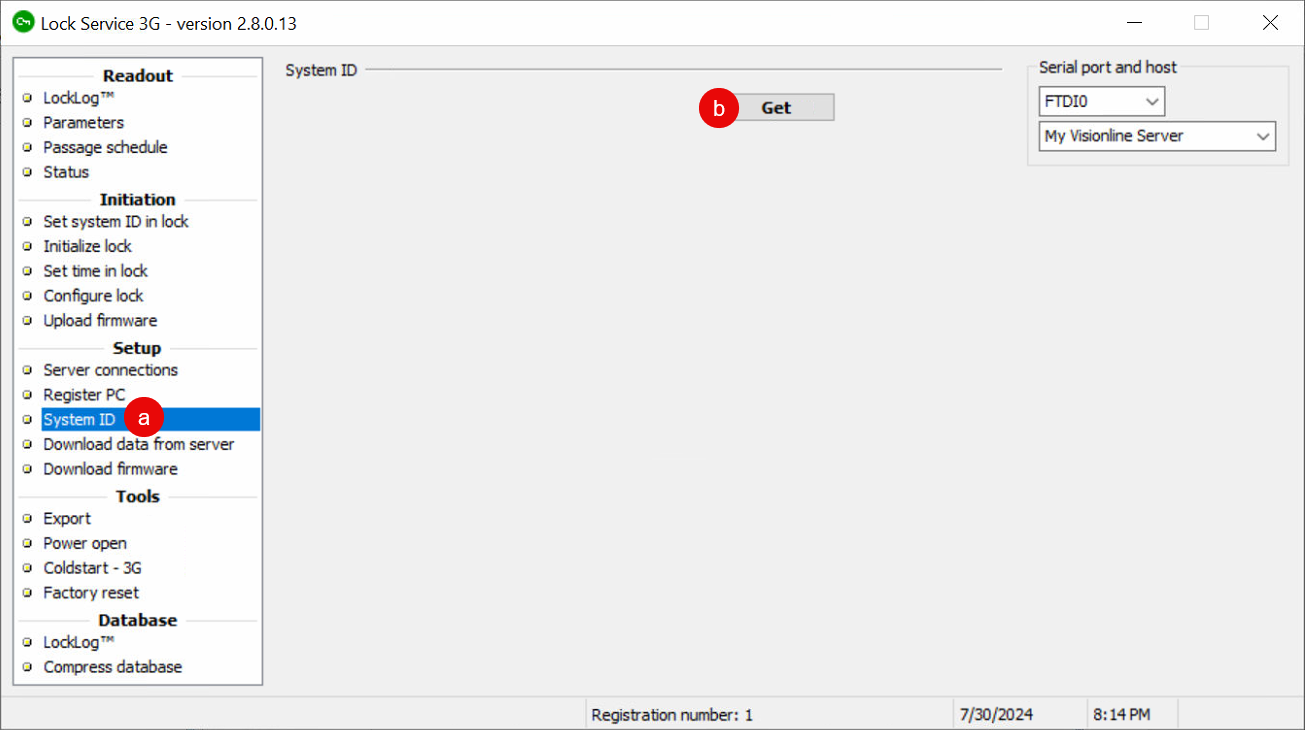 Lock Service 3G - version 2.8.0.13
Readout
LockLog™
Parameters
Passage schedule
Status
Initiation
Set system ID in lock
Initialize lock
Set time in lock
Configure lock
Upload firmware
Setup
Server connections
Register PC
System ID a
Download data from server
Download firmware
Tools
Export
Power open
Coldstart - 3G
Factory reset
Database
LockLog™
Compress database
System ID
b Get
Serial port and host
FTDI0
My Visionline Server
Registration number: 1
7/30/2024
8:14 PM